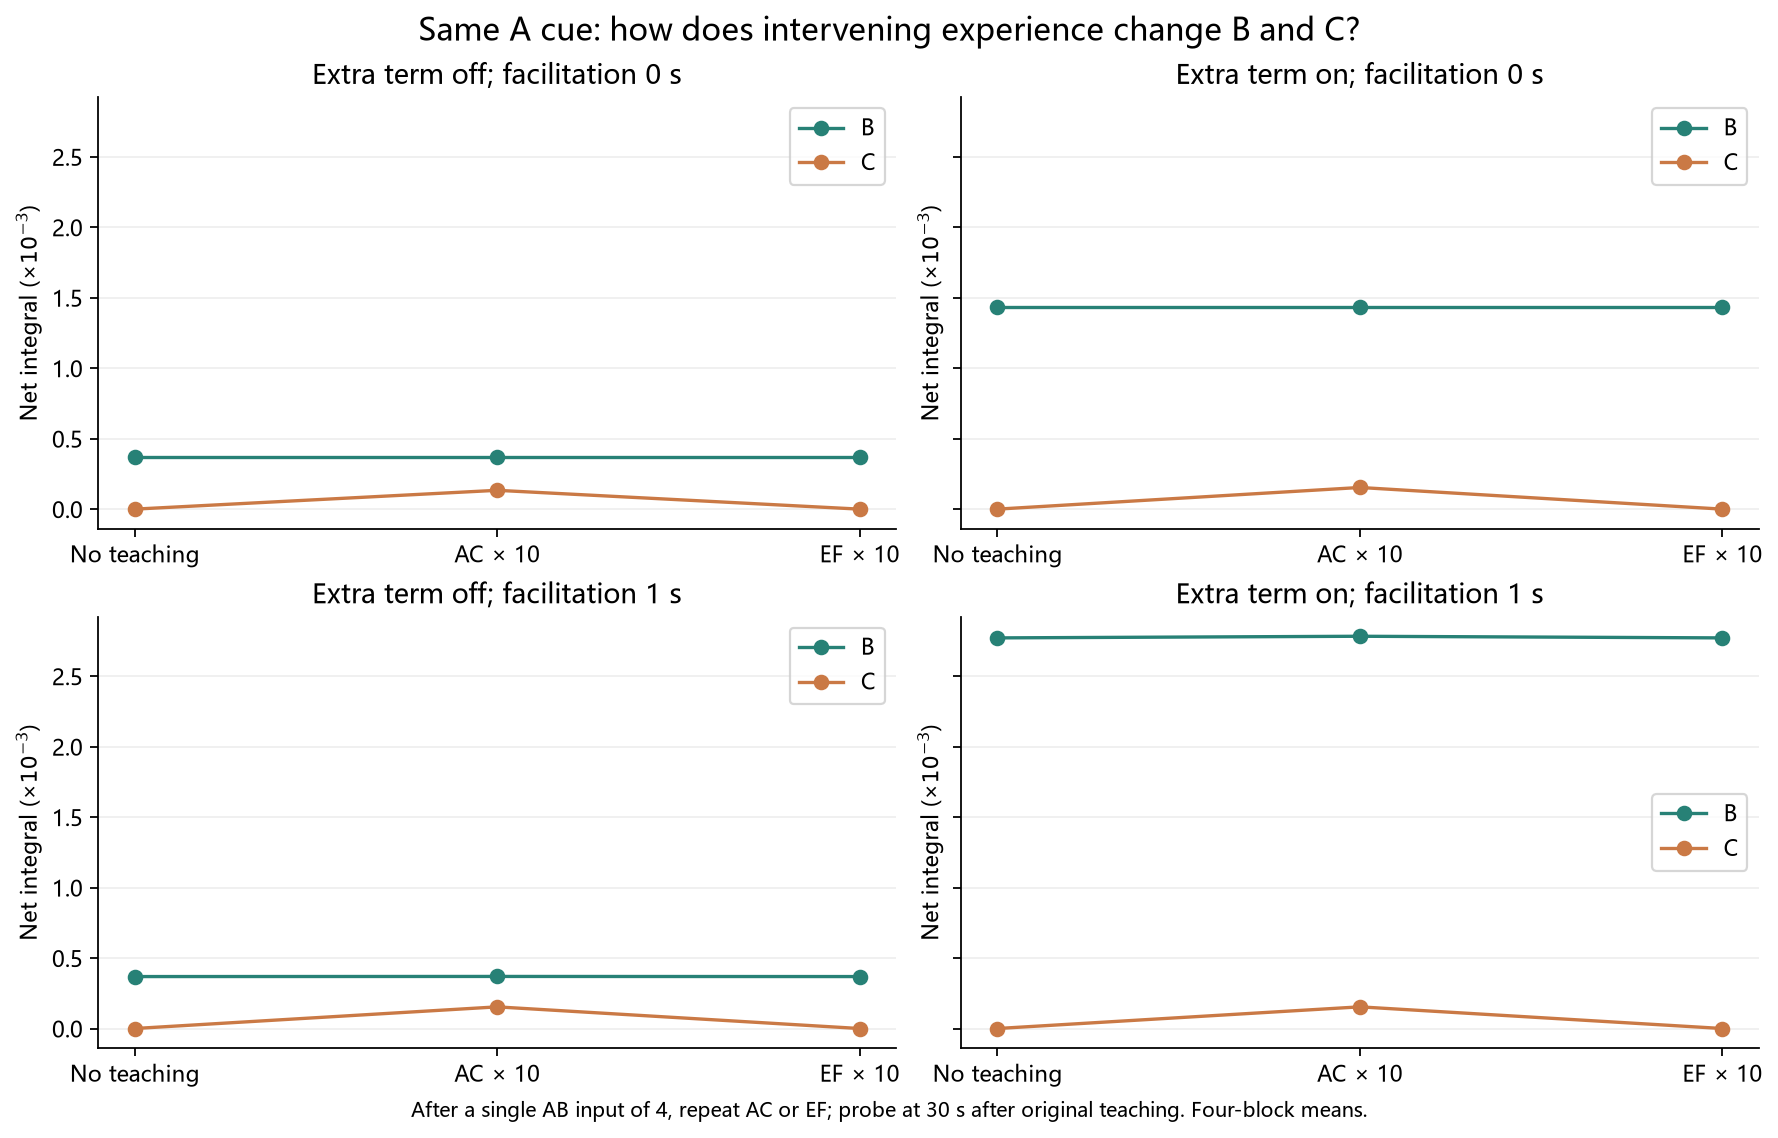 Same A cue: how does intervening experience change B and C?
Extra term off; facilitation 0 s
Net integral (×10⁻³)
2.5
2.0
1.5
1.0
0.5
0.0
B
C
No teaching
AC × 10
EF × 10
Extra term on; facilitation 0 s
Net integral (×10⁻³)
B
C
No teaching
AC × 10
EF × 10
Extra term off; facilitation 1 s
Net integral (×10⁻³)
2.5
2.0
1.5
1.0
0.5
0.0
B
C
No teaching
AC × 10
EF × 10
Extra term on; facilitation 1 s
Net integral (×10⁻³)
B
C
No teaching
AC × 10
EF × 10
After a single AB input of 4, repeat AC or EF; probe at 30 s after original teaching. Four-block means.